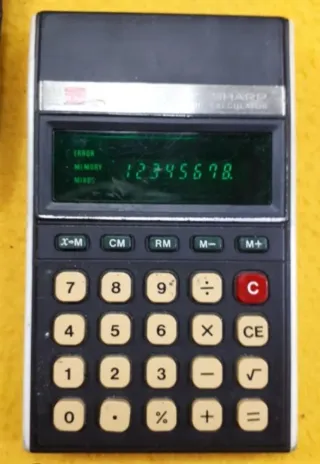 SHARP
ERROR
MEMORY
MINUS
12345678.
x→M CM RM M− M+
7 8 9 ÷ C
4 5 6 × CE
1 2 3 − √
0 · % + =